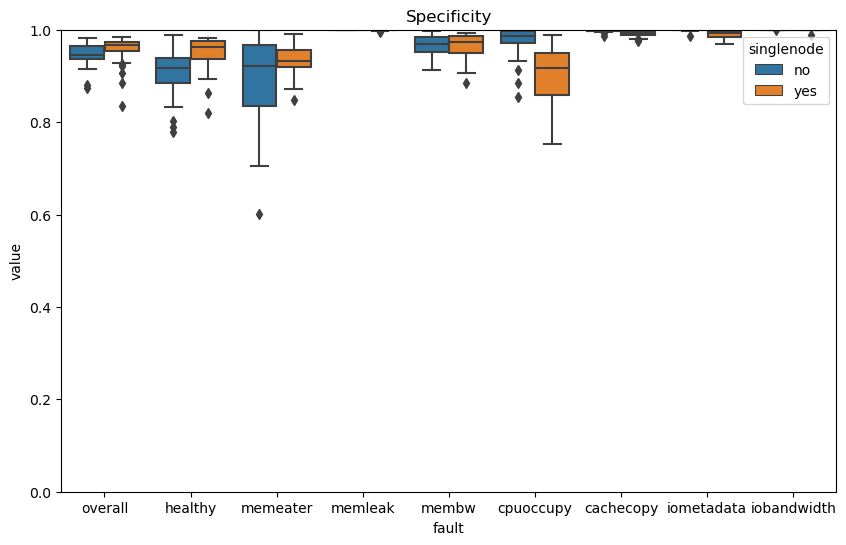 Specificity
1.0
0.8
0.6
0.4
0.2
0.0
value
singlenode
no
yes
overall healthy memeater memleak membw cpuoccupy cachecopy iometadata iobandwidth
fault